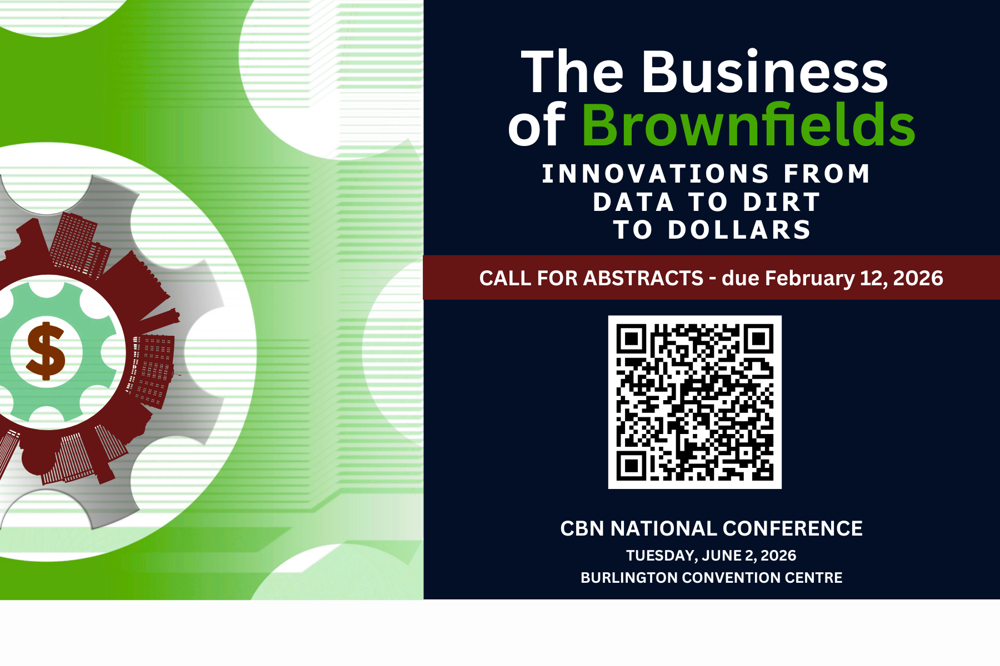 The Business
of Brownfields
INNOVATIONS FROM
DATA TO DIRT
TO DOLLARS
CALL FOR ABSTRACTS - due February 12, 2026
$
CBN NATIONAL CONFERENCE
TUESDAY, JUNE 2, 2026
BURLINGTON CONVENTION CENTRE